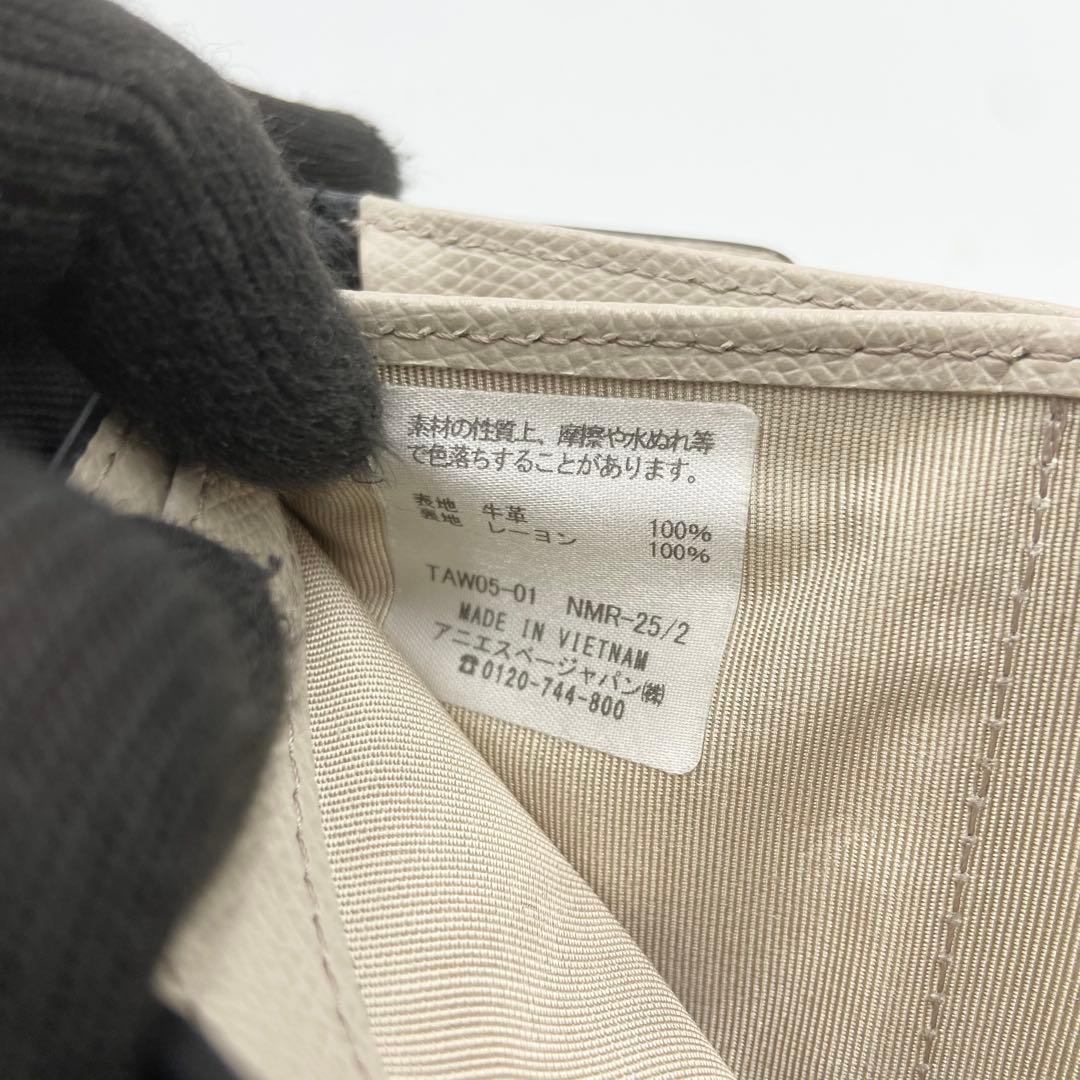 素材の性質上、摩擦や水ぬれ等
で色落ちすることがあります。
表地 牛革 100%
裏地 レーヨン 100%
TAW05-01 NMR-25/2
MADE IN VIETNAM
アニエスベージャパン㈱
☎0120-744-800